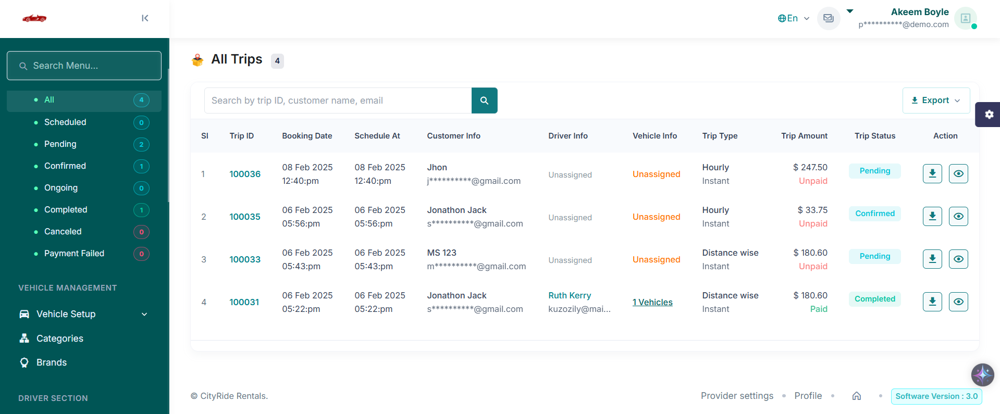 En
Akeem Boyle
p**********@demo.com
Search Menu...
All 4
Scheduled 0
Pending 2
Confirmed 1
Ongoing 0
Completed 1
Canceled 0
Payment Failed 0
VEHICLE MANAGEMENT
Vehicle Setup
Categories
Brands
DRIVER SECTION
All Trips 4
Search by trip ID, customer name, email
Export
Sl Trip ID Booking Date Schedule At Customer Info Driver Info Vehicle Info Trip Type Trip Amount Trip Status Action
1 100036 08 Feb 2025 12:40:pm 08 Feb 2025 12:40:pm Jhon j**********@gmail.com Unassigned Unassigned Hourly Instant $ 247.50 Unpaid Pending
2 100035 06 Feb 2025 05:56:pm 06 Feb 2025 05:56:pm Jonathon Jack s**********@gmail.com Unassigned Unassigned Hourly Instant $ 33.75 Unpaid Confirmed
3 100033 06 Feb 2025 05:43:pm 06 Feb 2025 05:43:pm MS 123 m**********@gmail.com Unassigned Unassigned Distance wise Instant $ 180.60 Unpaid Pending
4 100031 06 Feb 2025 05:22:pm 06 Feb 2025 05:22:pm Jonathon Jack s**********@gmail.com Ruth Kerry kuzozily@mai... 1 Vehicles Distance wise Instant $ 180.60 Paid Completed
© CityRide Rentals.
Provider settings • Profile • •
Software Version : 3.0